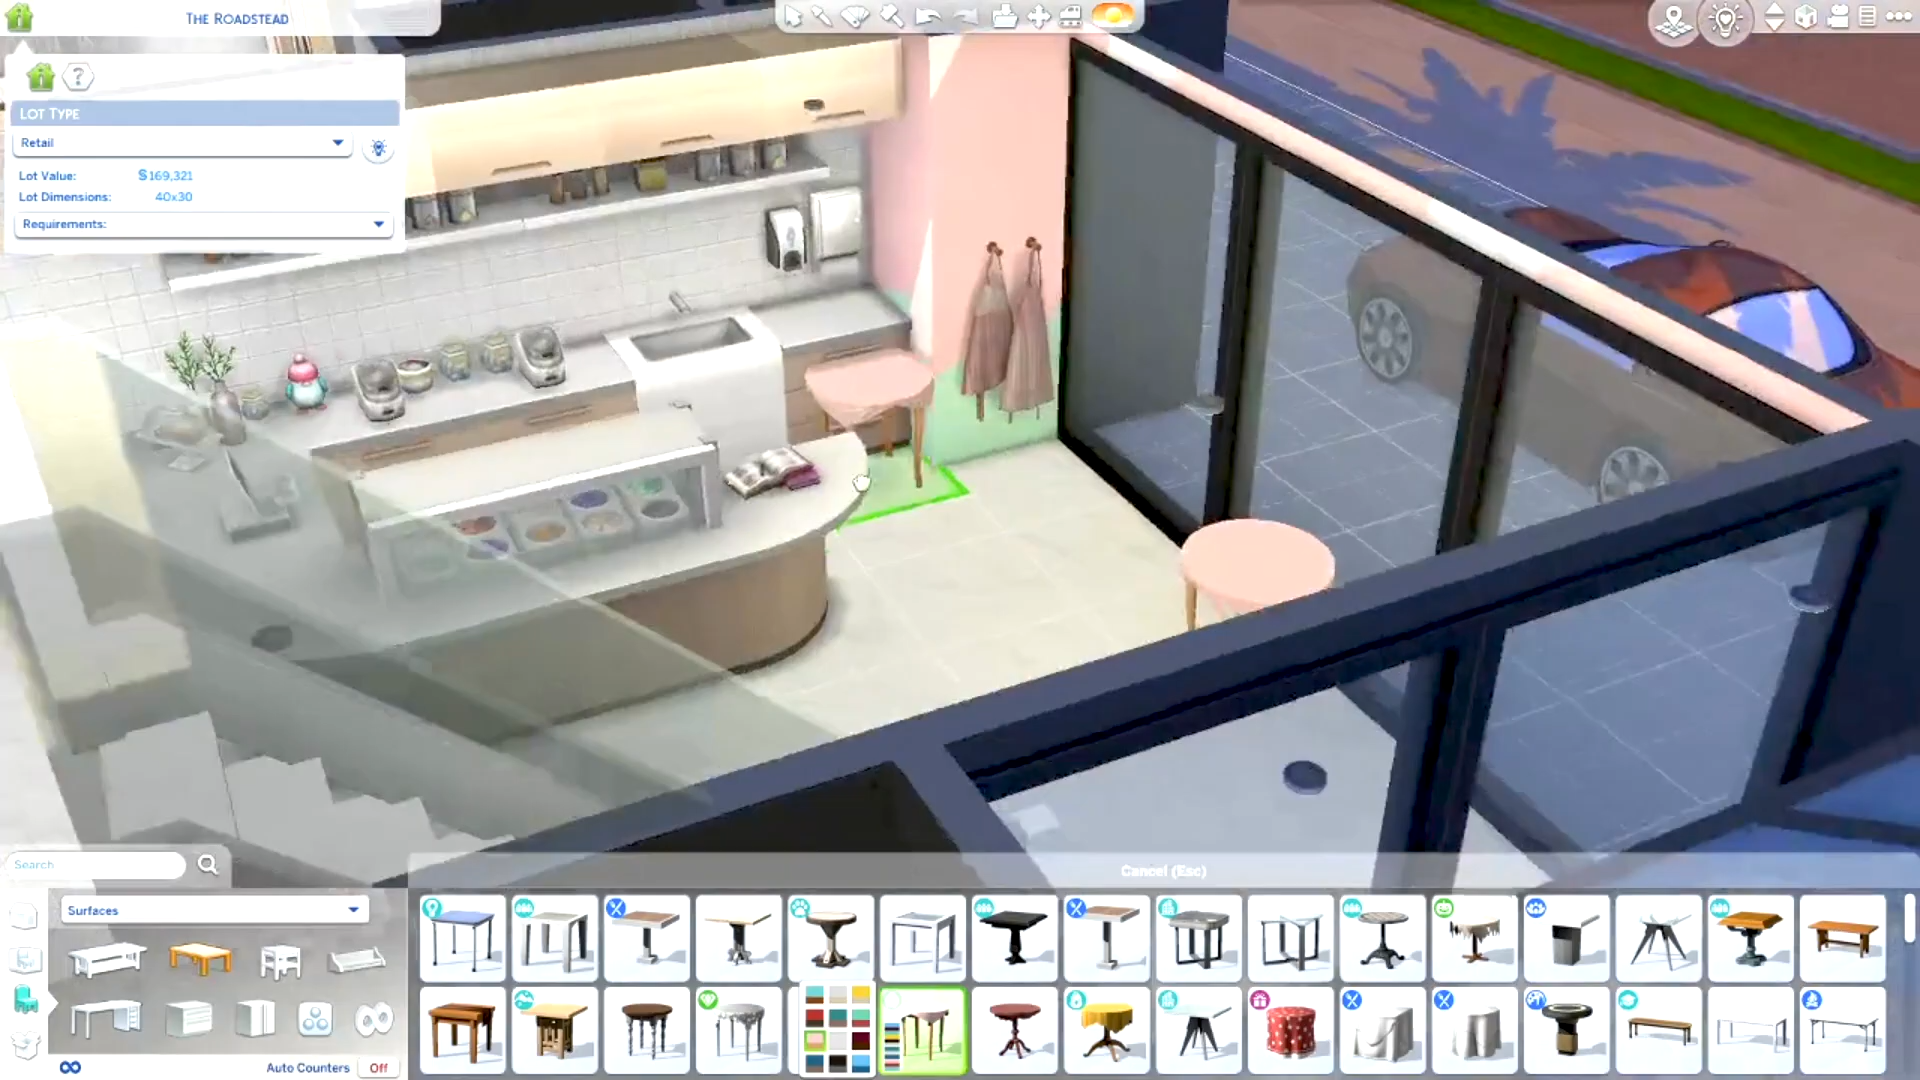 THE ROADSTEAD
LOT TYPE
Retail
Lot Value: §169,321
Lot Dimensions: 40x30
Requirements:
Cancel (Esc)
Search
Surfaces
Auto Counters Off